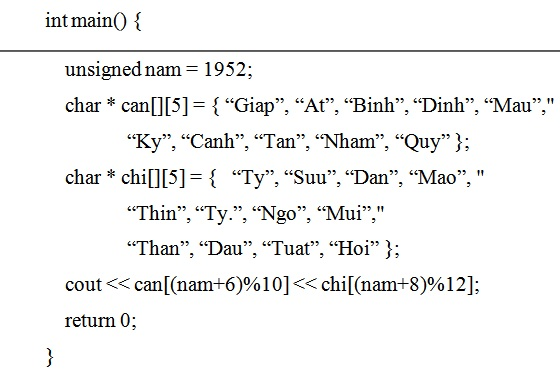 int main() {
unsigned nam = 1952;
char * can[][5] = { “Giap”, “At”, “Binh”, “Dinh”, “Mau”,"
“Ky”, “Canh”, “Tan”, “Nham”, “Quy” };
char * chi[][5] = { “Ty”, “Suu”, “Dan”, “Mao”, "
“Thin”, “Ty.”, “Ngo”, “Mui”,"
“Than”, “Dau”, “Tuat”, “Hoi” };
cout << can[(nam+6)%10] << chi[(nam+8)%12];
return 0;
}